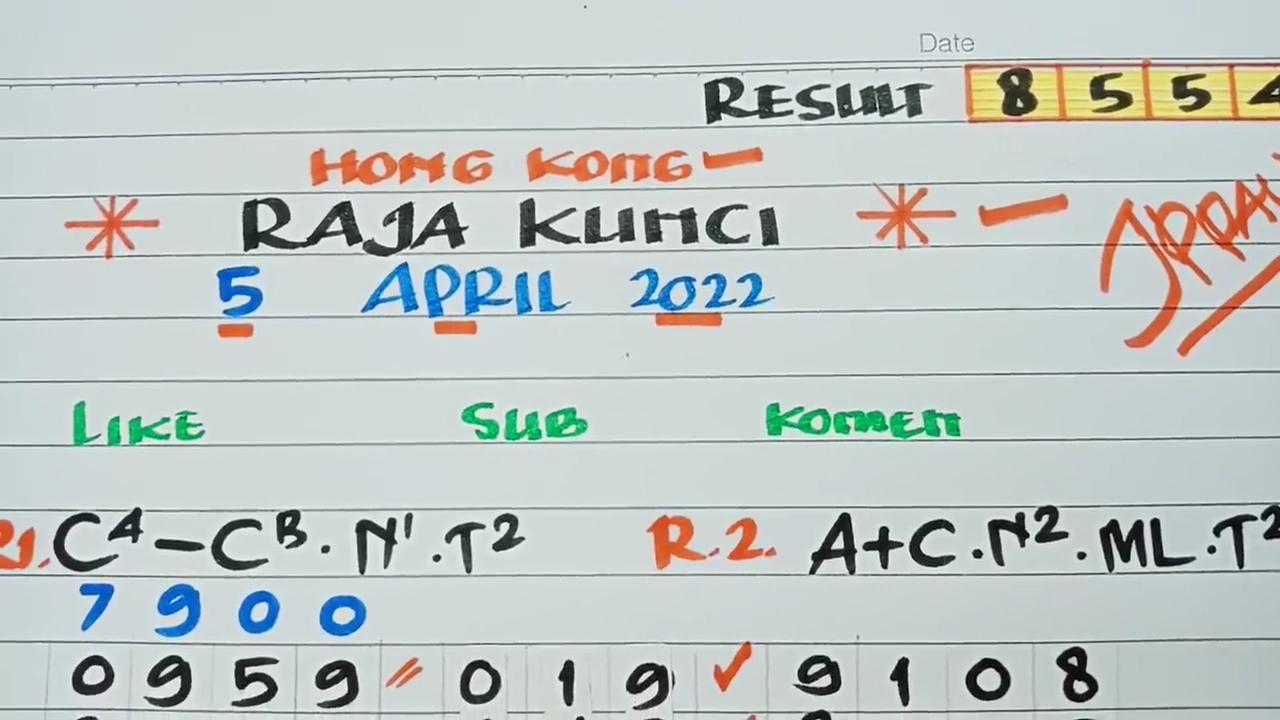 Date
RESULT 8 5 5 4
HONG KONG -
* RAJA KUNCI * -
5 APRIL 2022
LIKE SUB KOMEN
R1. C⁴-Cᴮ.N¹.T² R.2. A+C.N².ML.T²
7 9 0 0
0 9 5 9 〃 0 1 9 ✓ 9 1 0 8